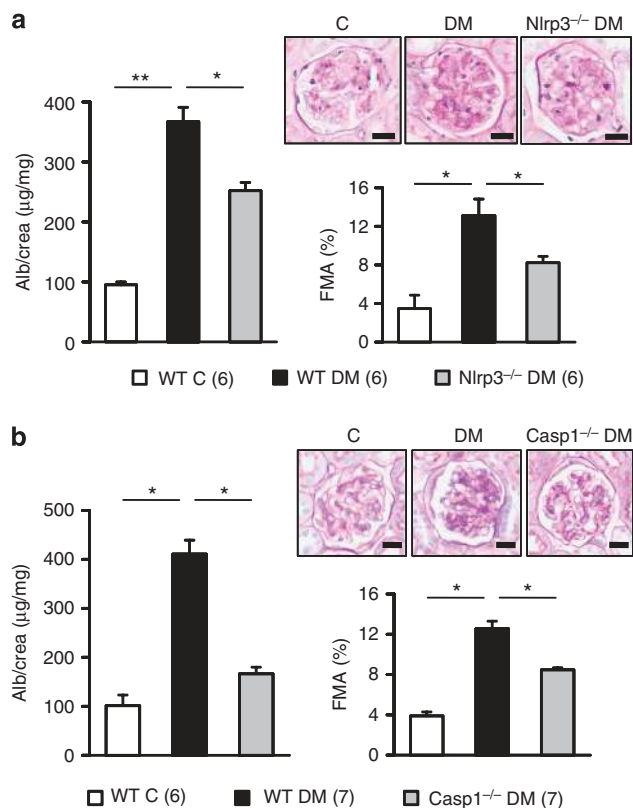 a
C DM Nlrp3⁻/⁻ DM
Alb/crea (µg/mg)
400
300
200
100
0
** *
FMA (%)
16
12
8
4
0
* *
WT C (6) WT DM (6) Nlrp3⁻/⁻ DM (6)
b
C DM Casp1⁻/⁻ DM
Alb/crea (µg/mg)
500
400
300
200
100
0
* *
FMA (%)
16
12
8
4
0
* *
WT C (6) WT DM (7) Casp1⁻/⁻ DM (7)